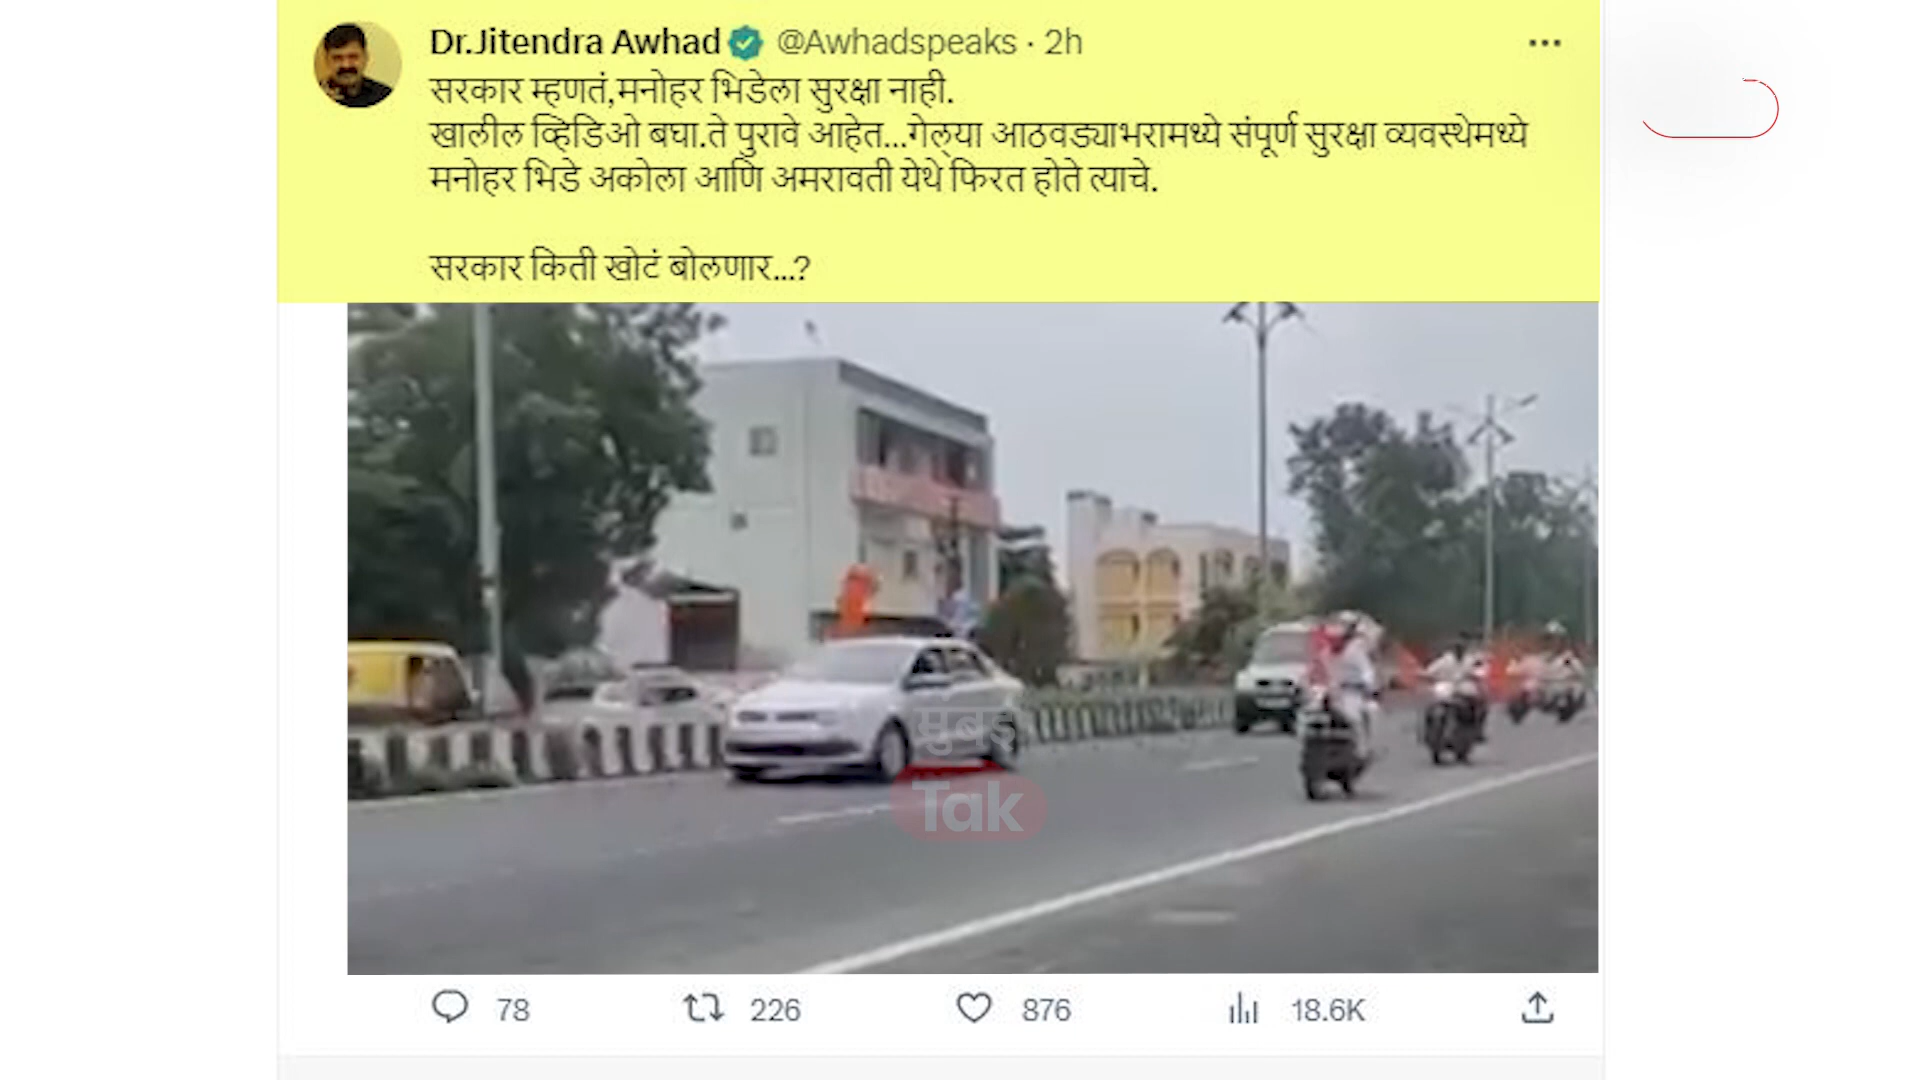 Dr.Jitendra Awhad @Awhadspeaks · 2h
सरकार म्हणतं,मनोहर भिडेला सुरक्षा नाही.
खालील व्हिडिओ बघा.ते पुरावे आहेत...गेल्या आठवड्याभरामध्ये संपूर्ण सुरक्षा व्यवस्थेमध्ये
मनोहर भिडे अकोला आणि अमरावती येथे फिरत होते त्याचे.
सरकार किती खोटं बोलणार...?
मुंबई
Tak
78 226 876 18.6K